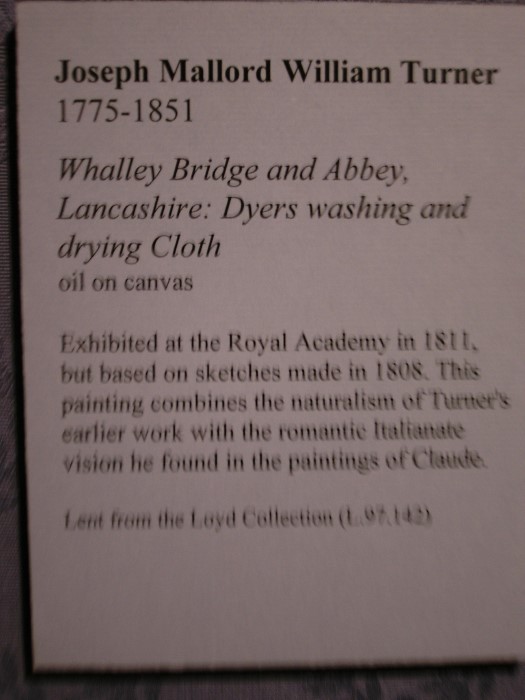 Joseph Mallord William Turner
1775-1851
Whalley Bridge and Abbey,
Lancashire: Dyers washing and
drying Cloth
oil on canvas
Exhibited at the Royal Academy in 1811,
but based on sketches made in 1808. This
painting combines the naturalism of Turner's
earlier work with the romantic Italianate
vision he found in the paintings of Claude.
Lent from the Loyd Collection (L.97.142)